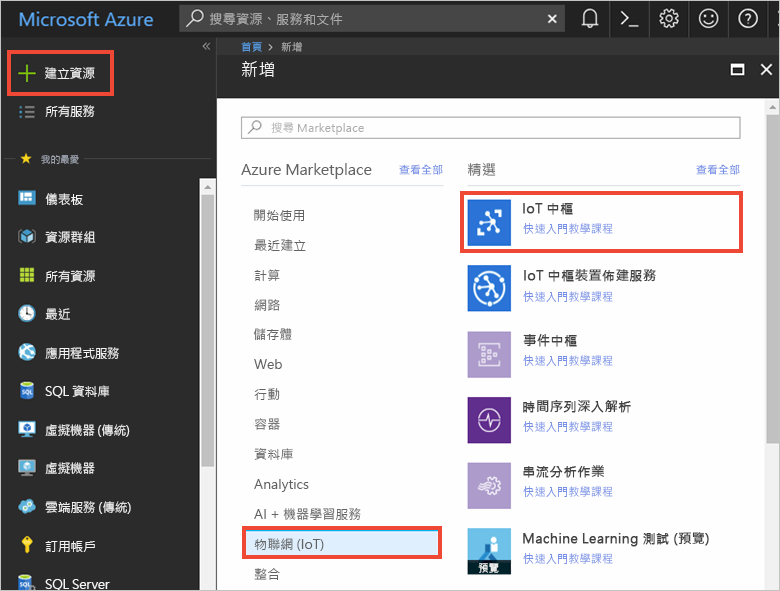 Microsoft Azure
搜尋資源、服務和文件
建立資源
所有服務
我的最愛
儀表板
資源群組
所有資源
最近
應用程式服務
SQL 資料庫
虛擬機器 (傳統)
虛擬機器
雲端服務 (傳統)
訂用帳戶
SQL Server
首頁 > 新增
新增
搜尋 Marketplace
Azure Marketplace
查看全部
開始使用
最近建立
計算
網路
儲存體
Web
行動
容器
資料庫
Analytics
AI + 機器學習服務
物聯網 (IoT)
整合
精選
查看全部
IoT 中樞
快速入門教學課程
IoT 中樞裝置佈建服務
快速入門教學課程
事件中樞
快速入門教學課程
時間序列深入解析
快速入門教學課程
串流分析作業
快速入門教學課程
預覽
Machine Learning 測試 (預覽)
快速入門教學課程